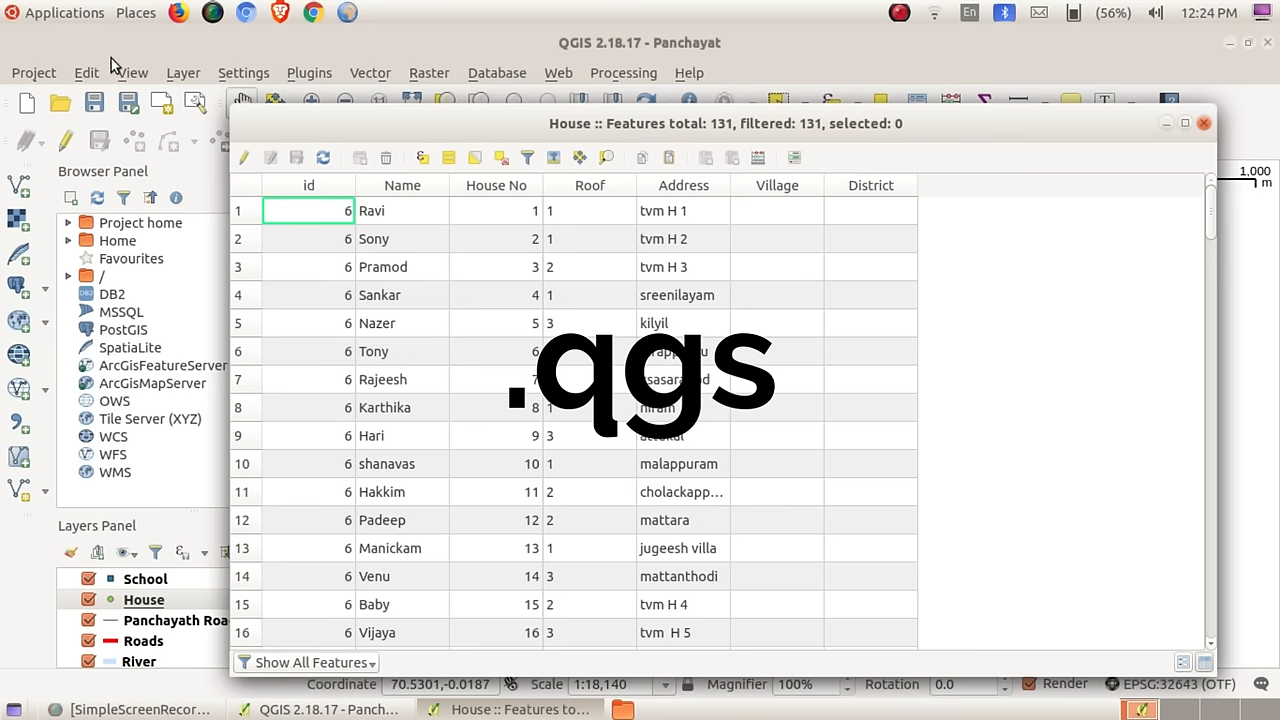 Applications Places En (56%) 12:24 PM
QGIS 2.18.17 - Panchayat
Project Edit View Layer Settings Plugins Vector Raster Database Web Processing Help
House :: Features total: 131, filtered: 131, selected: 0
1,000
m
Browser Panel
Project home
Home
Favourites
/
DB2
MSSQL
PostGIS
SpatiaLite
ArcGisFeatureServer
ArcGisMapServer
OWS
Tile Server (XYZ)
WCS
WFS
WMS
Layers Panel
School
House
Panchayath Roa
Roads
River
id Name House No Roof Address Village District
1 6 Ravi 1 1 tvm H 1
2 6 Sony 2 1 tvm H 2
3 6 Pramod 3 2 tvm H 3
4 6 Sankar 4 1 sreenilayam
5 6 Nazer 5 3 kilyil
6 6 Tony 6
7 6 Rajeesh 7
8 6 Karthika 8 1 niram
9 6 Hari 9 3
10 6 shanavas 10 1 malappuram
11 6 Hakkim 11 2 cholackapp...
12 6 Padeep 12 2 mattara
13 6 Manickam 13 1 jugeesh villa
14 6 Venu 14 3 mattanthodi
15 6 Baby 15 2 tvm H 4
16 6 Vijaya 16 3 tvm H 5
.qgs
Show All Features
Coordinate 70.5301,-0.0187 Scale 1:18,140 Magnifier 100% Rotation 0.0 Render EPSG:32643 (OTF)
[SimpleScreenRecor... QGIS 2.18.17 - Panch... House :: Features to...